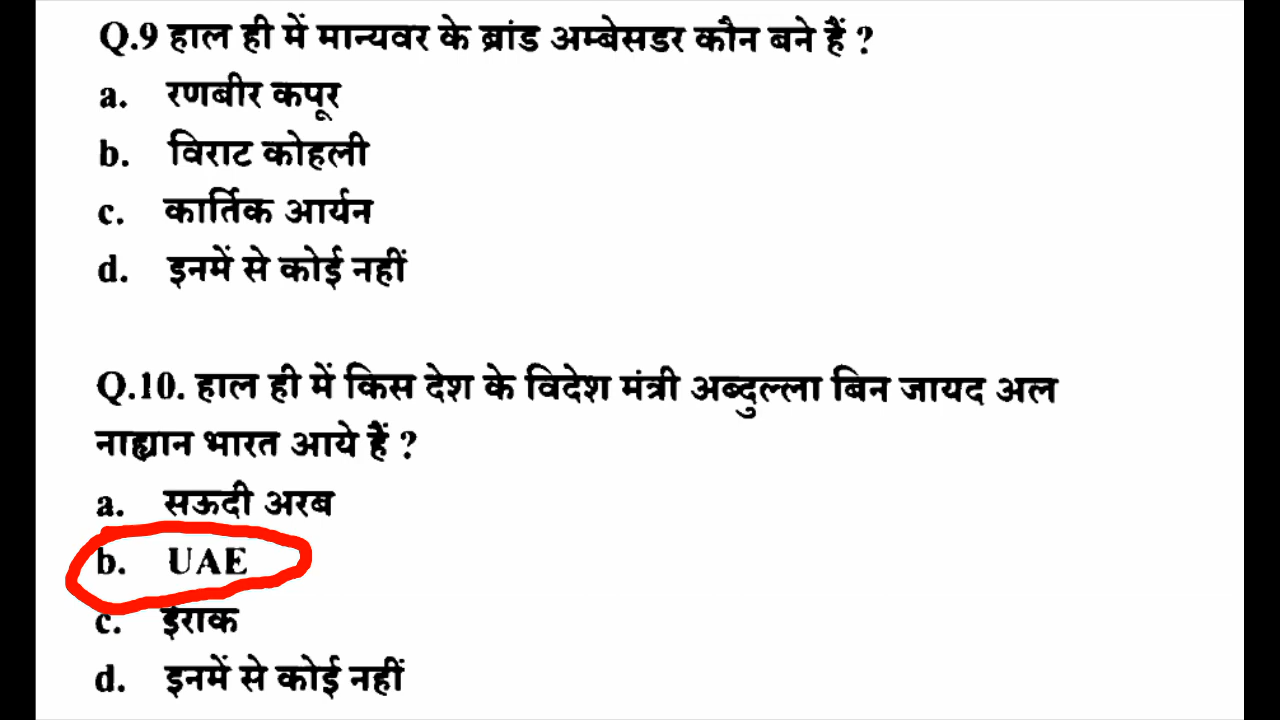 Q.9 हाल ही में मान्यवर के ब्रांड अम्बेसडर कौन बने हैं ?
a. रणबीर कपूर
b. विराट कोहली
c. कार्तिक आर्यन
d. इनमें से कोई नहीं
Q.10. हाल ही में किस देश के विदेश मंत्री अब्दुल्ला बिन जायद अल
नाह्यान भारत आये हैं ?
a. सऊदी अरब
b. UAE
c. इराक
d. इनमें से कोई नहीं